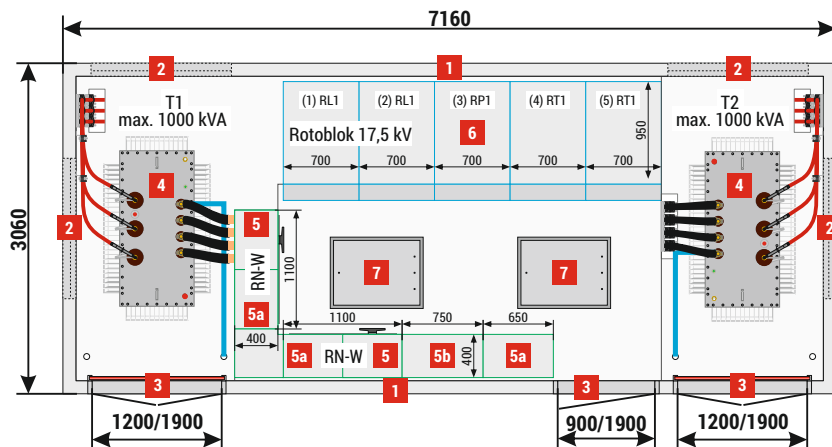 7160
2
1
2
T1
max. 1000 kVA
(1) RL1
(2) RL1
(3) RP1
(4) RT1
(5) RT1
T2
max. 1000 kVA
Rotoblok 17,5 kV
6
950
700
700
700
700
700
3060
4
4
2
2
5
RN-W
5a
1100
400
7
7
1100
750
650
5a
RN-W
5
5b
5a
400
3
1
3
3
1200/1900
900/1900
1200/1900